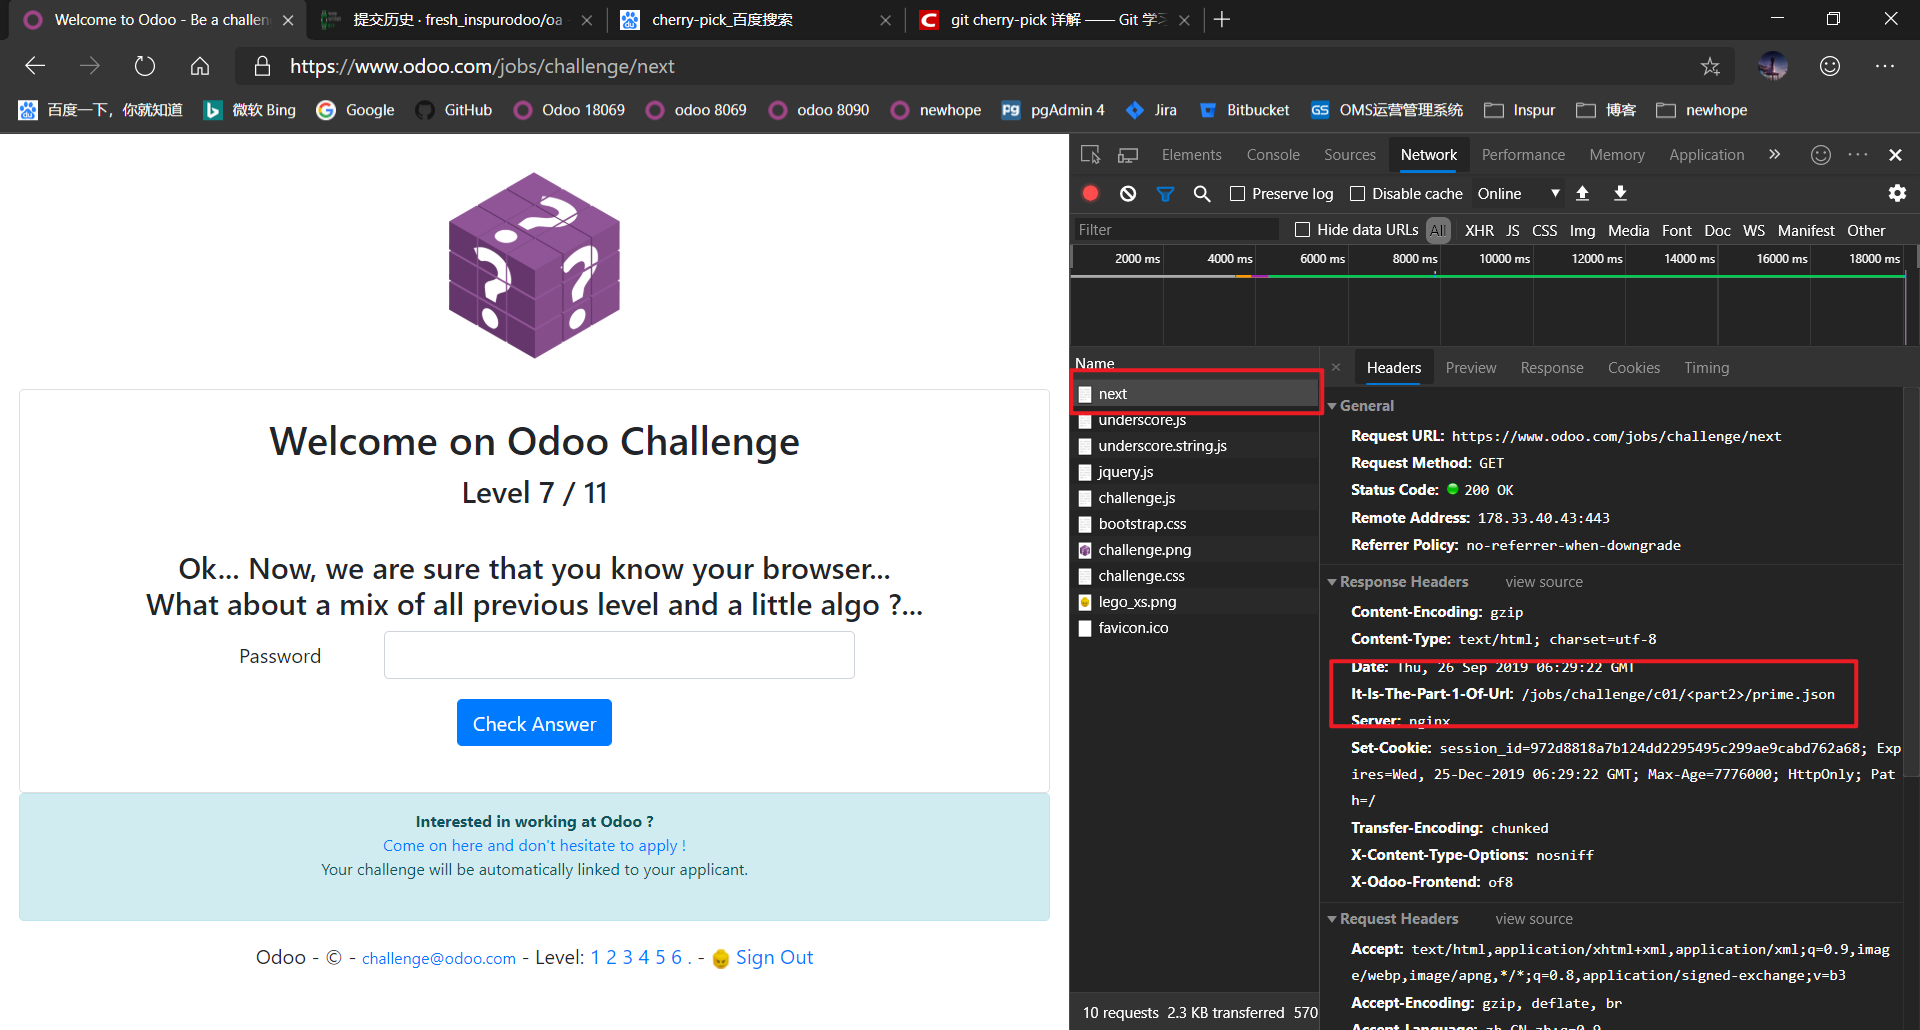 Welcome to Odoo - Be a challen
提交历史 · fresh_inspurodoo/oa -
cherry-pick_百度搜索
git cherry-pick 详解 —— Git 学习
https://www.odoo.com/jobs/challenge/next
百度一下，你就知道
微软 Bing
Google
GitHub
Odoo 18069
odoo 8069
odoo 8090
newhope
pgAdmin 4
Jira
Bitbucket
OMS运营管理系统
Inspur
博客
newhope
Welcome on Odoo Challenge
Level 7 / 11
Ok... Now, we are sure that you know your browser...
What about a mix of all previous level and a little algo ?...
Password
Check Answer
Interested in working at Odoo ?
Come on here and don't hesitate to apply !
Your challenge will be automatically linked to your applicant.
Odoo - © - challenge@odoo.com - Level: 1 2 3 4 5 6 . - Sign Out
Elements Console Sources Network Performance Memory Application »
Preserve log Disable cache Online
Filter Hide data URLs All XHR JS CSS Img Media Font Doc WS Manifest Other
2000 ms 4000 ms 6000 ms 8000 ms 10000 ms 12000 ms 14000 ms 16000 ms 18000 ms
Name
next
underscore.js
underscore.string.js
jquery.js
challenge.js
bootstrap.css
challenge.png
challenge.css
lego_xs.png
favicon.ico
10 requests 2.3 KB transferred 570
Headers Preview Response Cookies Timing
General
Request URL: https://www.odoo.com/jobs/challenge/next
Request Method: GET
Status Code: 200 OK
Remote Address: 178.33.40.43:443
Referrer Policy: no-referrer-when-downgrade
Response Headers view source
Content-Encoding: gzip
Content-Type: text/html; charset=utf-8
Date: Thu, 26 Sep 2019 06:29:22 GMT
It-Is-The-Part-1-Of-Url: /jobs/challenge/c01/<part2>/prime.json
Server: nginx
Set-Cookie: session_id=972d8818a7b124dd2295495c299ae9cabd762a68; Exp
ires=Wed, 25-Dec-2019 06:29:22 GMT; Max-Age=7776000; HttpOnly; Pat
h=/
Transfer-Encoding: chunked
X-Content-Type-Options: nosniff
X-Odoo-Frontend: of8
Request Headers view source
Accept: text/html,application/xhtml+xml,application/xml;q=0.9,imag
e/webp,image/apng,*/*;q=0.8,application/signed-exchange;v=b3
Accept-Encoding: gzip, deflate, br
Accept-Language: zh-CN,zh;q=0.9